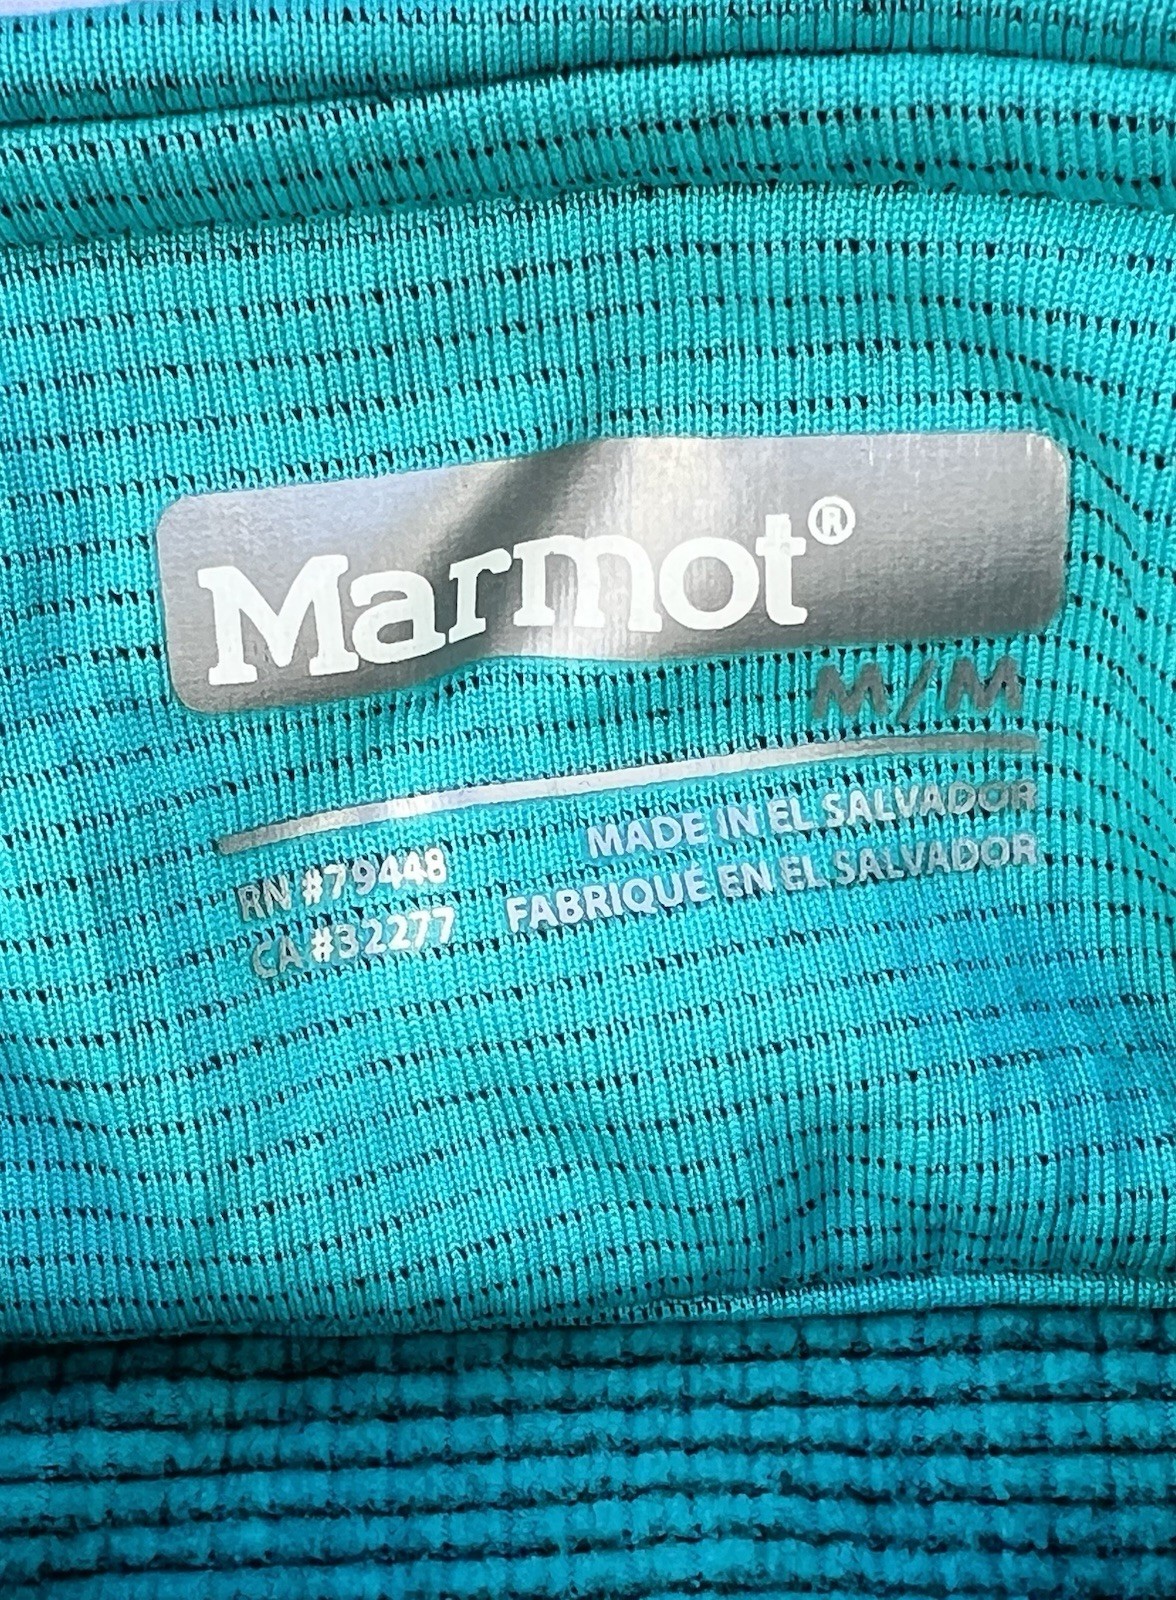 Marmot®
M/M
RN #79448
CA #32277
MADE IN EL SALVADOR
FABRIQUÉ EN EL SALVADOR